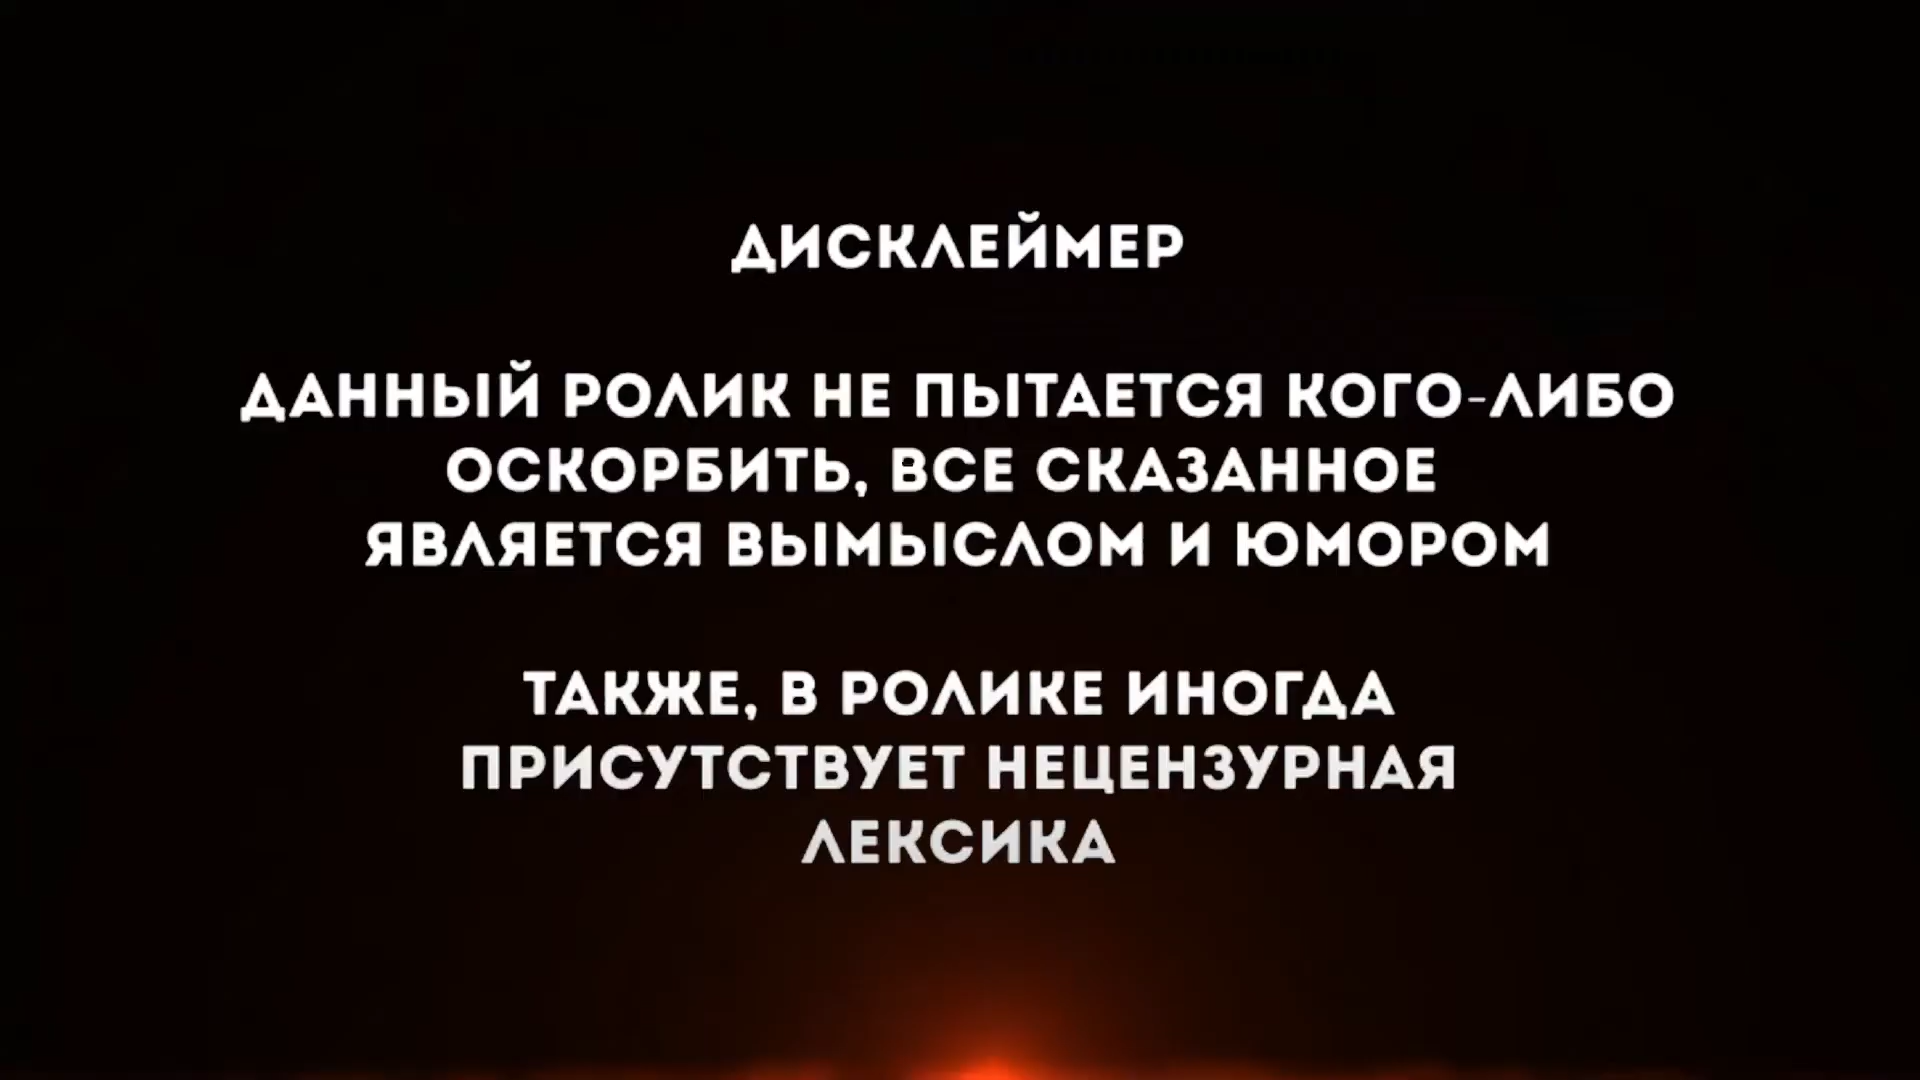 ДИСКЛЕЙМЕР
ДАННЫЙ РОЛИК НЕ ПЫТАЕТСЯ КОГО-ЛИБО
ОСКОРБИТЬ, ВСЕ СКАЗАННОЕ
ЯВЛЯЕТСЯ ВЫМЫСЛОМ И ЮМОРОМ
ТАКЖЕ, В РОЛИКЕ ИНОГДА
ПРИСУТСТВУЕТ НЕЦЕНЗУРНАЯ
ЛЕКСИКА